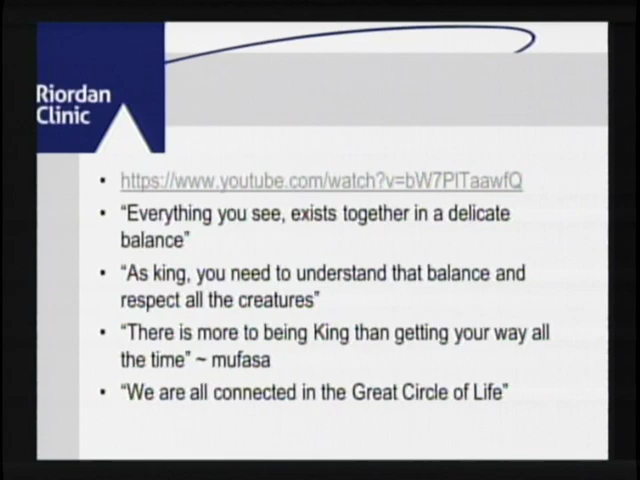 Riordan
Clinic
• https://www.youtube.com/watch?v=bW7PlTaawfQ
• “Everything you see, exists together in a delicate
balance”
• “As king, you need to understand that balance and
respect all the creatures”
• “There is more to being King than getting your way all
the time” ~ mufasa
• “We are all connected in the Great Circle of Life”